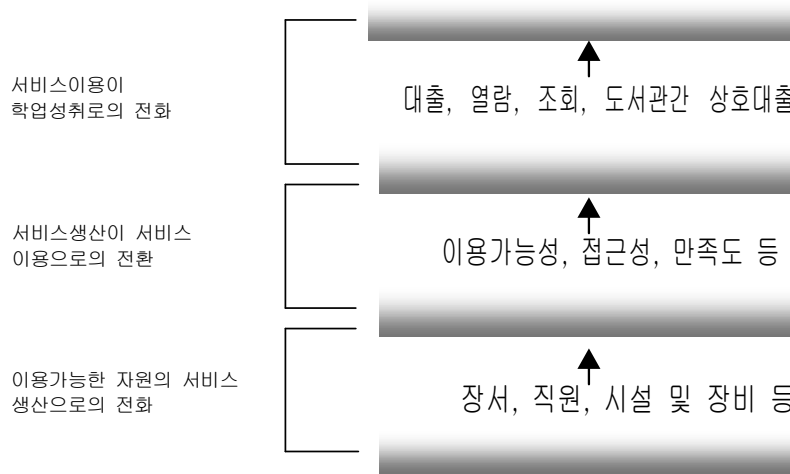 서비스이용이
학업성취로의 전화
대출, 열람, 조회, 도서관간 상호대출
서비스생산이 서비스
이용으로의 전환
이용가능성, 접근성, 만족도 등
이용가능한 자원의 서비스
생산으로의 전화
장서, 직원, 시설 및 장비 등